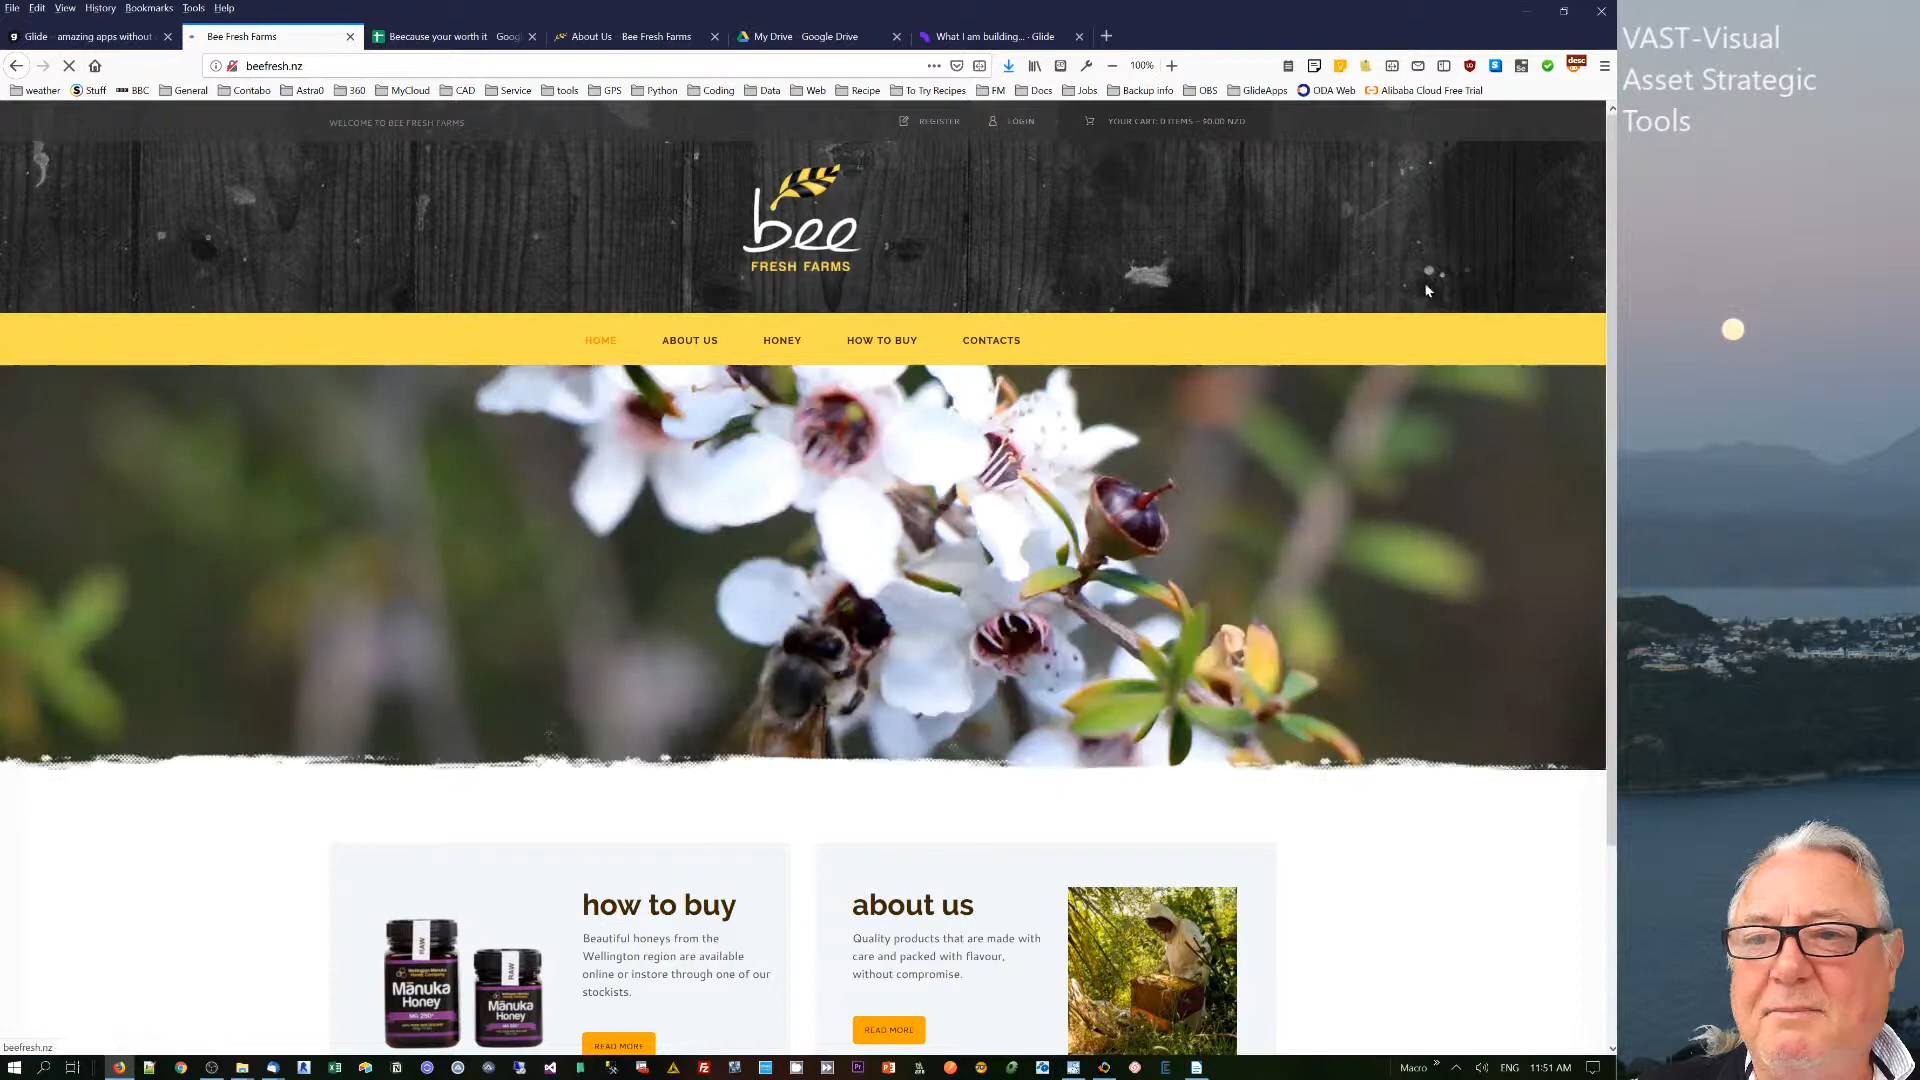 File Edit View History Bookmarks Tools Help
Glide - amazing apps without
Bee Fresh Farms
Beecause your worth it - Goog
About Us – Bee Fresh Farms
My Drive - Google Drive
What I am building... - Glide
beefresh.nz
100%
desc
weather Stuff BBC General Contabo Astra0 360 MyCloud CAD Service tools GPS Python Coding Data Web Recipe To Try Recipes FM Docs Jobs Backup info OBS GlideApps ODA Web Alibaba Cloud Free Trial
WELCOME TO BEE FRESH FARMS
REGISTER
LOGIN
YOUR CART: 0 ITEMS – $0.00 NZD
bee
FRESH FARMS
HOME ABOUT US HONEY HOW TO BUY CONTACTS
how to buy
Beautiful honeys from the
Wellington region are available
online or instore through one of our
stockists.
READ MORE
RAW
Mānuka
Honey
RAW
Mānuka
Honey
about us
Quality products that are made with
care and packed with flavour,
without compromise.
READ MORE
beefresh.nz
Macro
ENG
11:51 AM
VAST-Visual
Asset Strategic
Tools